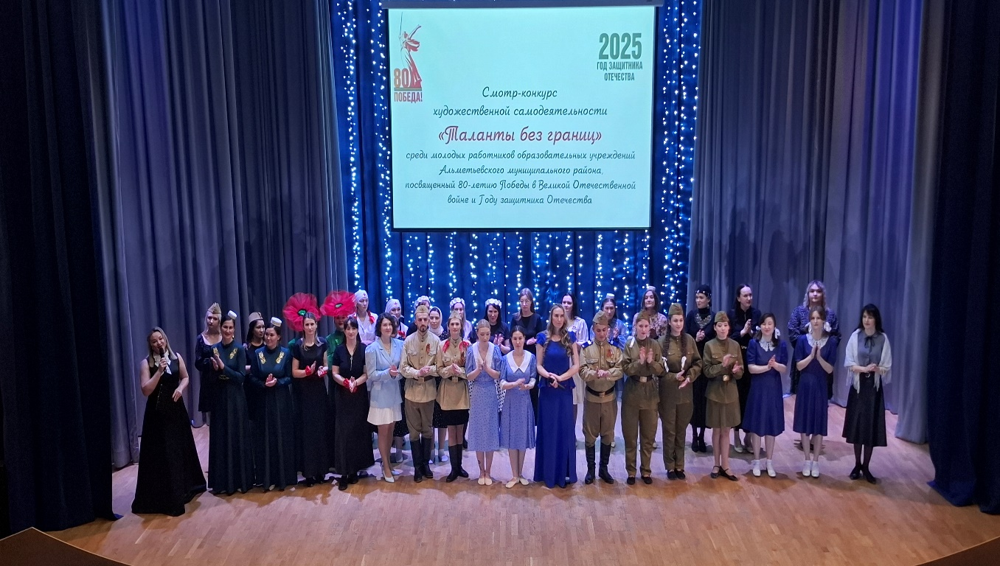 80
ПОБЕДА!
2025
ГОД ЗАЩИТНИКА
ОТЕЧЕСТВА
Смотр-конкурс
художественной самодеятельности
«Таланты без границ»
среди молодых работников образовательных учреждений
Альметьевского муниципального района,
посвященный 80-летию Победы в Великой Отечественной
войне и Году защитника Отечества